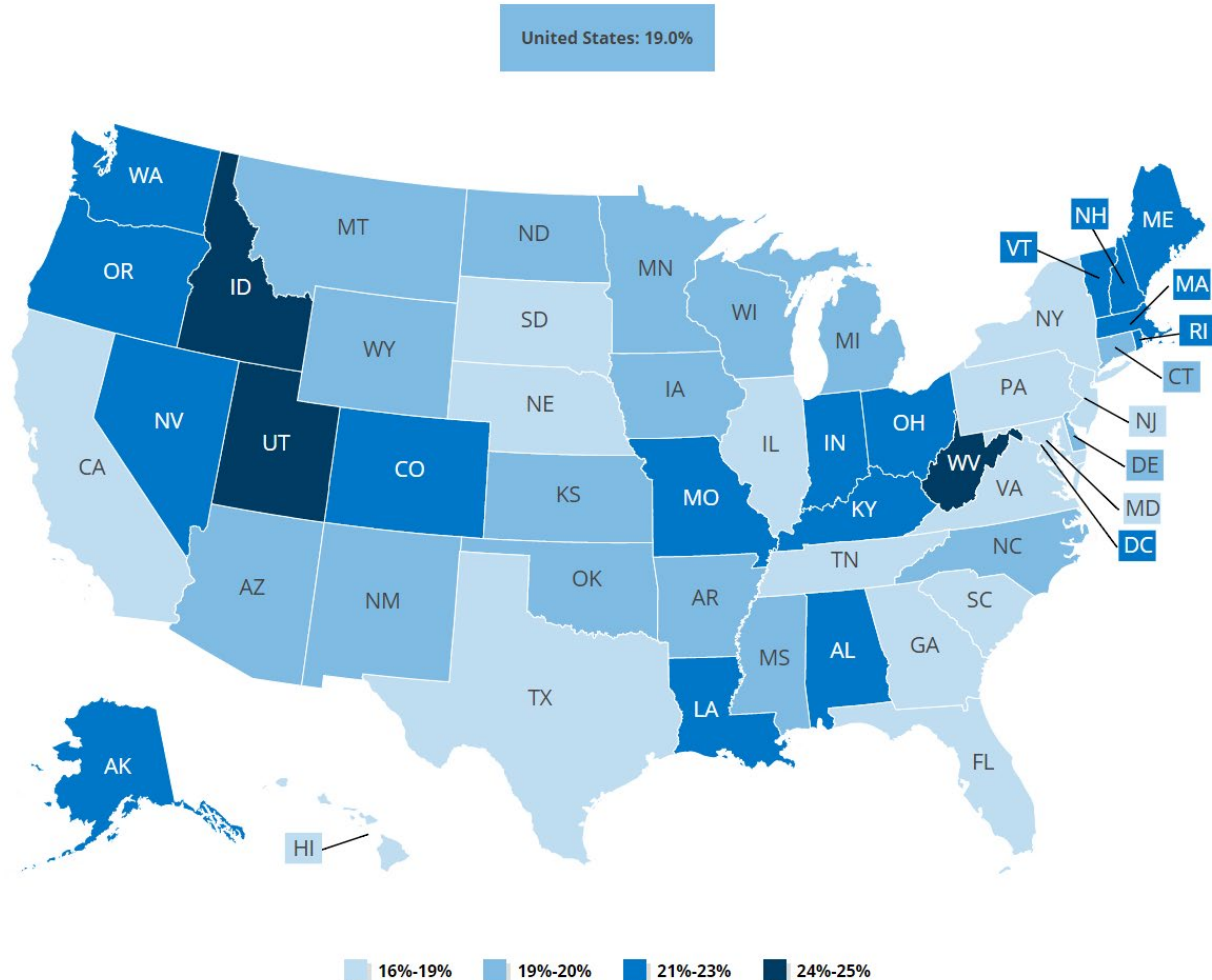 United States: 19.0%
WA
MT
ND
MN
OR
ID
SD
WI
WY
MI
IA
NE
NV
UT
CO
CA
KS
MO
IL
IN
OH
WV
KY
VA
PA
NY
VT
NH
ME
MA
RI
CT
NJ
DE
MD
DC
AZ
NM
OK
AR
TN
NC
SC
MS
AL
GA
TX
LA
FL
AK
HI
16%-19%
19%-20%
21%-23%
24%-25%